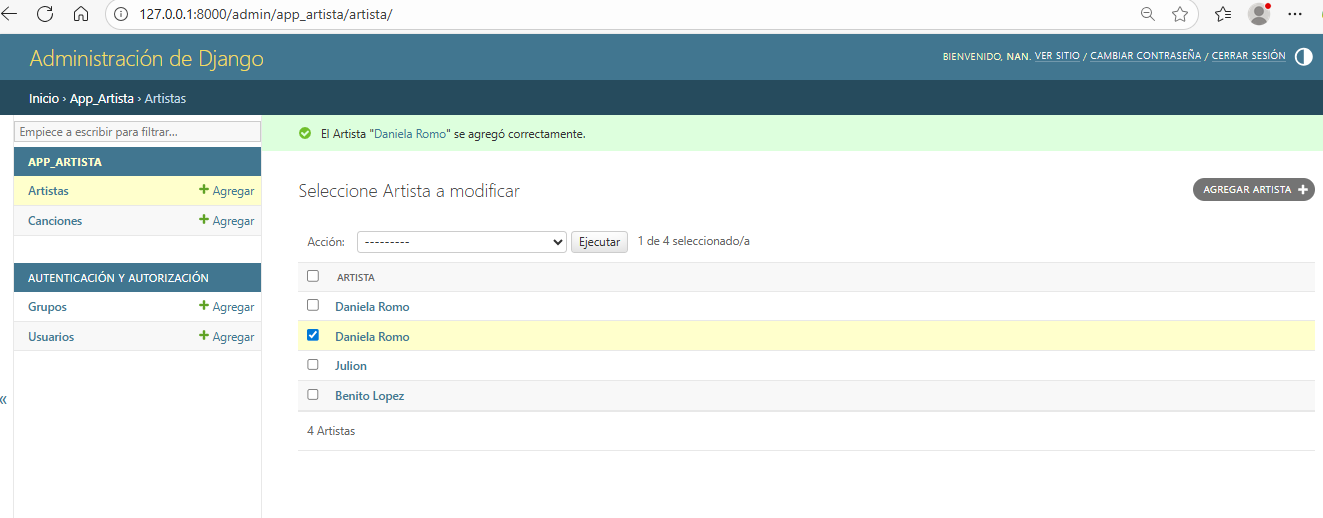 127.0.0.1:8000/admin/app_artista/artista/
Administración de Django
BIENVENIDO, NAN. VER SITIO / CAMBIAR CONTRASEÑA / CERRAR SESIÓN
Inicio › App_Artista › Artistas
Empiece a escribir para filtrar...
APP_ARTISTA
Artistas + Agregar
Canciones + Agregar
AUTENTICACIÓN Y AUTORIZACIÓN
Grupos + Agregar
Usuarios + Agregar
«
El Artista "Daniela Romo" se agregó correctamente.
Seleccione Artista a modificar
AGREGAR ARTISTA +
Acción: --------- Ejecutar 1 de 4 seleccionado/a
ARTISTA
Daniela Romo
Daniela Romo
Julion
Benito Lopez
4 Artistas